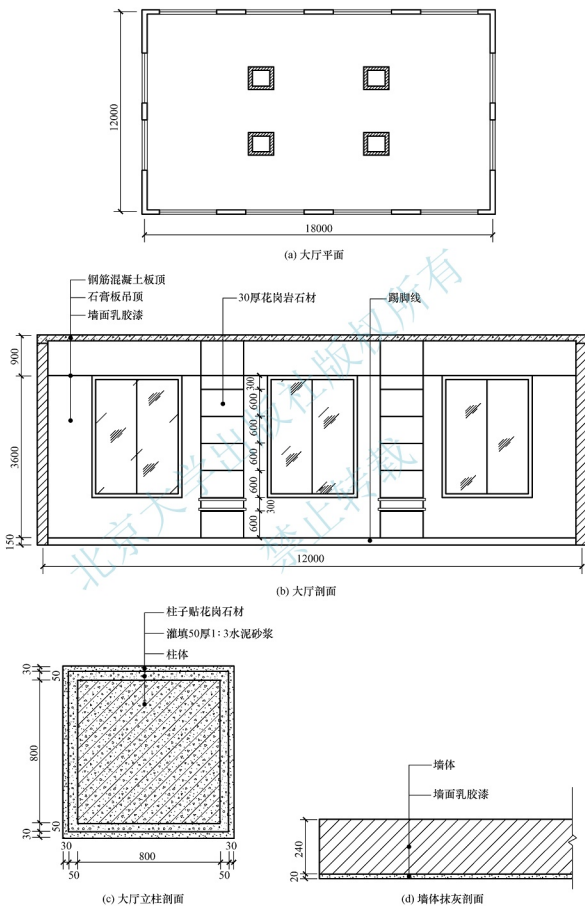 12000
18000
(a) 大厅平面
钢筋混凝土板顶
石膏板吊顶
墙面乳胶漆
30厚花岗岩石材
踢脚线
900
3600
150
300
600
600
600
600
300
600
12000
(b) 大厅剖面
柱子贴花岗石材
灌填50厚1:3水泥砂浆
柱体
30
50
800
50
30
30
50
800
50
30
(c) 大厅立柱剖面
墙体
墙面乳胶漆
240
20
(d) 墙体抹灰剖面
北京大学出版社版权所有
禁止转载